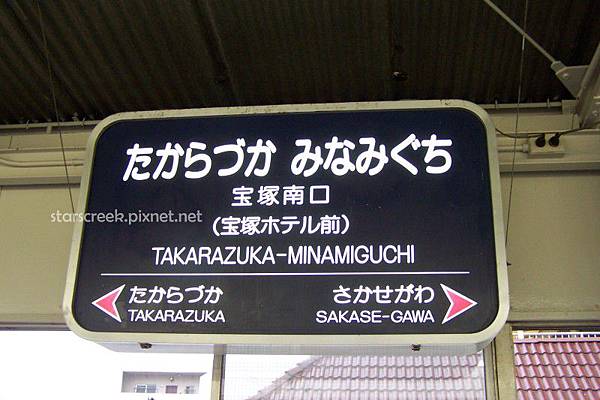 たからづか みなみぐち
宝塚南口
(宝塚ホテル前)
TAKARAZUKA-MINAMIGUCHI
たからづか
TAKARAZUKA
さかせがわ
SAKASE-GAWA
starscreek.pixnet.net